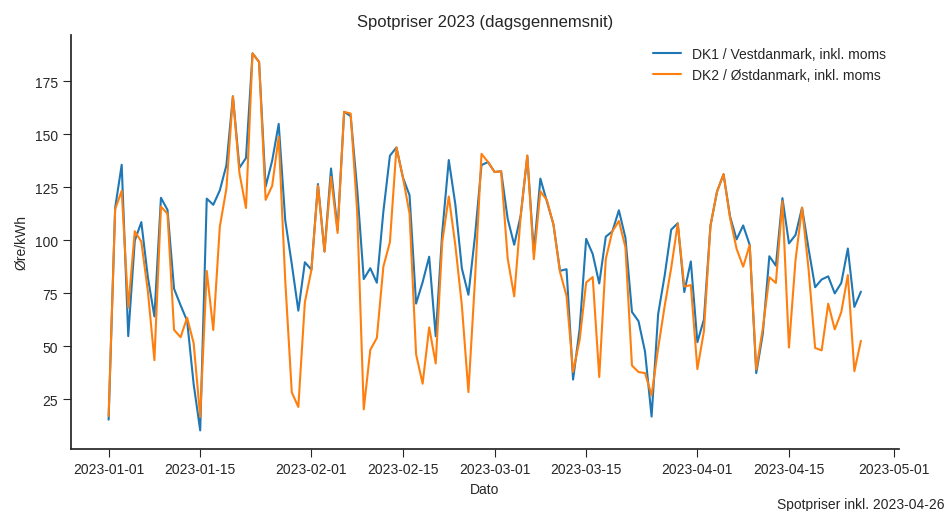 Spotpriser 2023 (dagsgennemsnit)
DK1 / Vestdanmark, inkl. moms
DK2 / Østdanmark, inkl. moms
175
150
125
100
75
50
25
Øre/kWh
2023-01-01 2023-01-15 2023-02-01 2023-02-15 2023-03-01 2023-03-15 2023-04-01 2023-04-15 2023-05-01
Dato
Spotpriser inkl. 2023-04-26